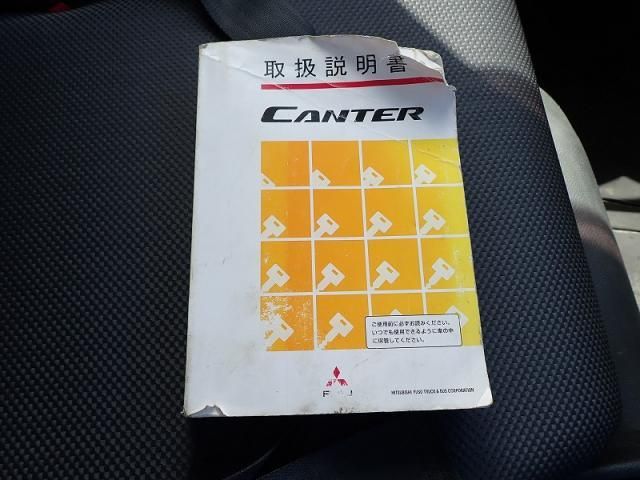 取扱説明書
CANTER
ご使用前に必ずお読みください。
いつでも使用できるように車の中
に保管してください。
MITSUBISHI FUSO TRUCK & BUS CORPORATION